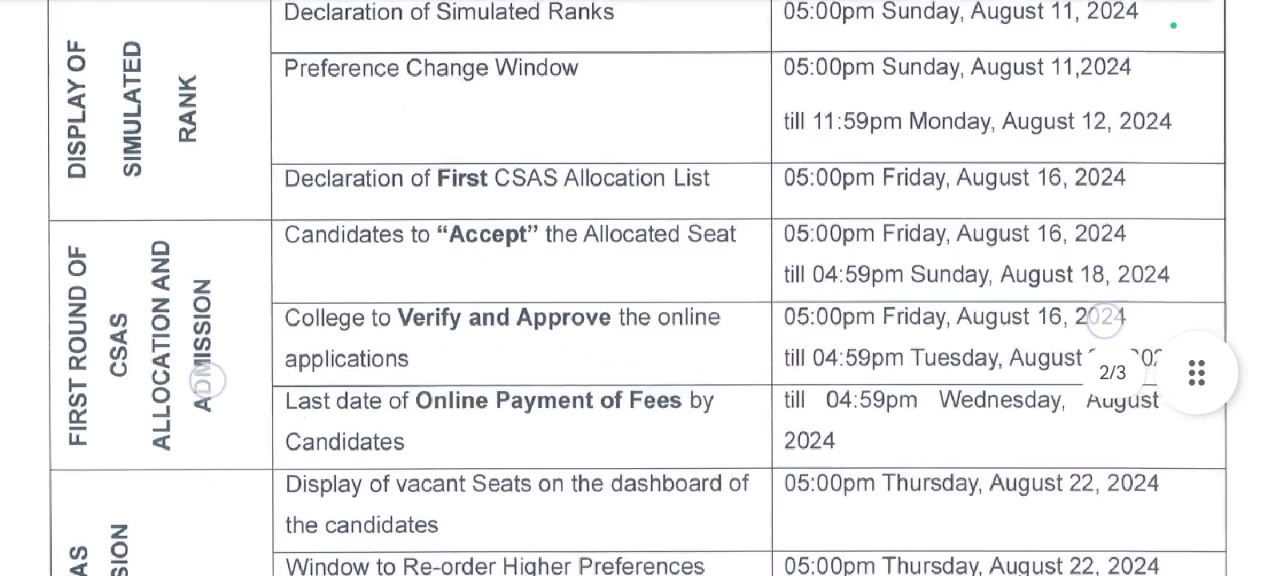 DISPLAY OF
SIMULATED
RANK
Declaration of Simulated Ranks
05:00pm Sunday, August 11, 2024
Preference Change Window
05:00pm Sunday, August 11,2024
till 11:59pm Monday, August 12, 2024
Declaration of First CSAS Allocation List
05:00pm Friday, August 16, 2024
FIRST ROUND OF
CSAS
ALLOCATION AND
ADMISSION
Candidates to “Accept” the Allocated Seat
05:00pm Friday, August 16, 2024
till 04:59pm Sunday, August 18, 2024
College to Verify and Approve the online
applications
05:00pm Friday, August 16, 2024
till 04:59pm Tuesday, August
2/3
Last date of Online Payment of Fees by
Candidates
till 04:59pm Wednesday, August
2024
Display of vacant Seats on the dashboard of
the candidates
05:00pm Thursday, August 22, 2024
Window to Re-order Higher Preferences
05:00pm Thursday, August 22, 2024